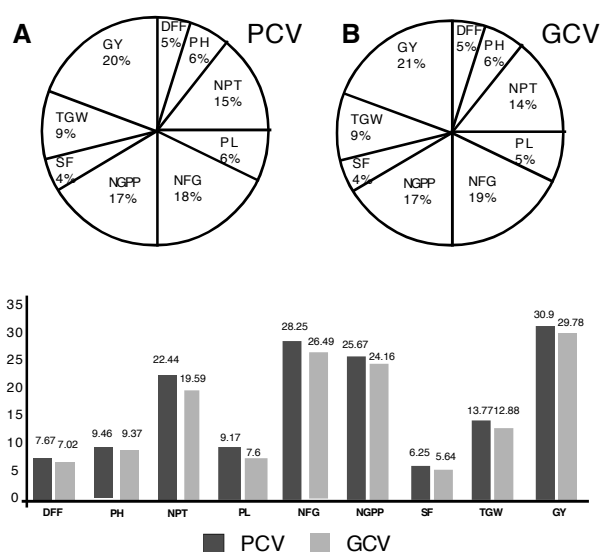 A
PCV
DFF
5%
PH
6%
NPT
15%
PL
6%
NFG
18%
NGPP
17%
SF
4%
TGW
9%
GY
20%
B
GCV
DFF
5%
PH
6%
NPT
14%
PL
5%
NFG
19%
NGPP
17%
SF
4%
TGW
9%
GY
21%
35
30
25
20
15
10
5
0
7.67 7.02
9.46 9.37
22.44 19.59
9.17 7.6
28.25 26.49
25.67 24.16
6.25 5.64
13.77 12.88
30.9 29.78
DFF PH NPT PL NFG NGPP SF TGW GY
PCV GCV